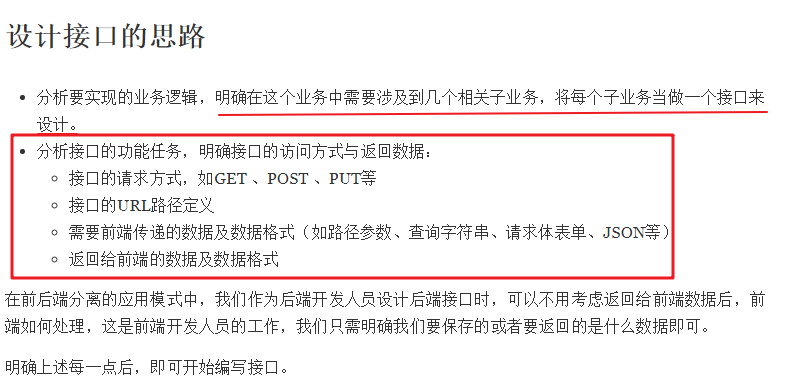 设计接口的思路
分析要实现的业务逻辑，明确在这个业务中需要涉及到几个相关子业务，将每个子业务当做一个接口来
设计。
分析接口的功能任务，明确接口的访问方式与返回数据：
接口的请求方式，如GET 、POST 、PUT等
接口的URL路径定义
需要前端传递的数据及数据格式（如路径参数、查询字符串、请求体表单、JSON等）
返回给前端的数据及数据格式
在前后端分离的应用模式中，我们作为后端开发人员设计后端接口时，可以不用考虑返回给前端数据后，前
端如何处理，这是前端开发人员的工作，我们只需明确我们要保存的或者要返回的是什么数据即可。
明确上述每一点后，即可开始编写接口。